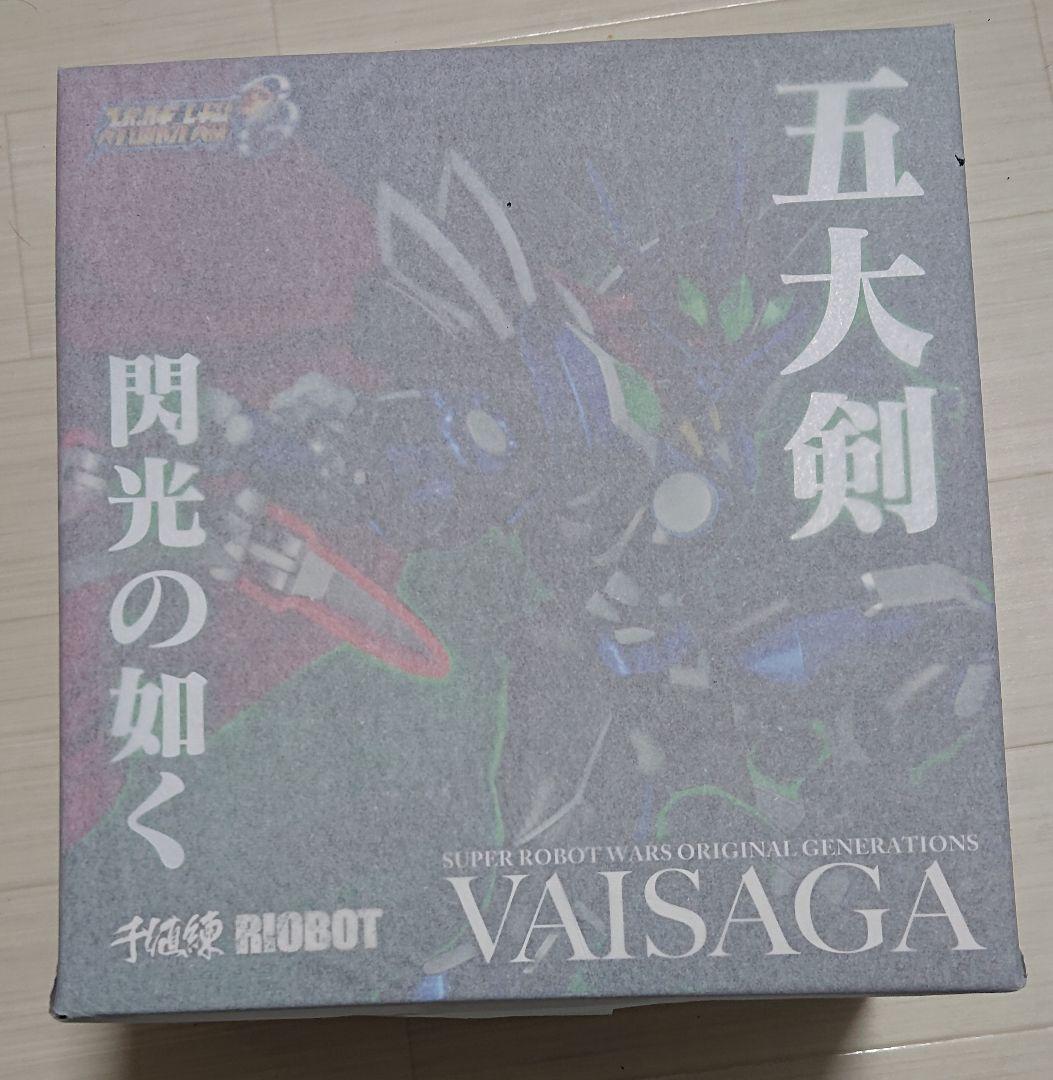 五大剣
閃光の如く
SUPER ROBOT WARS ORIGINAL GENERATIONS
VAISAGA
千値練
RIOBOT